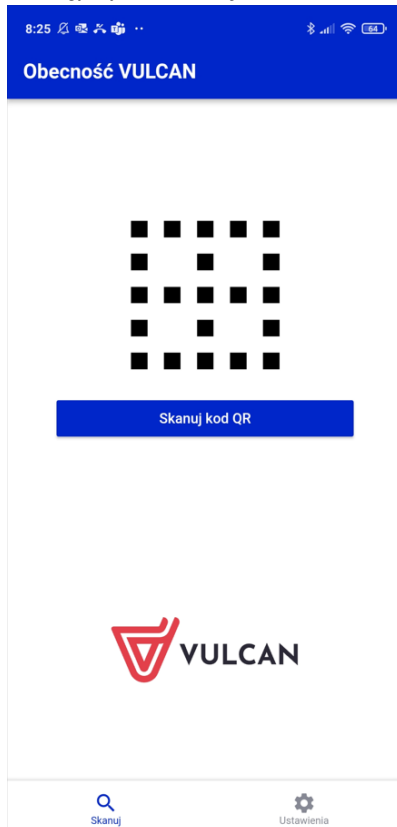 8:25
64
Obecność VULCAN
Skanuj kod QR
VULCAN
Skanuj
Ustawienia